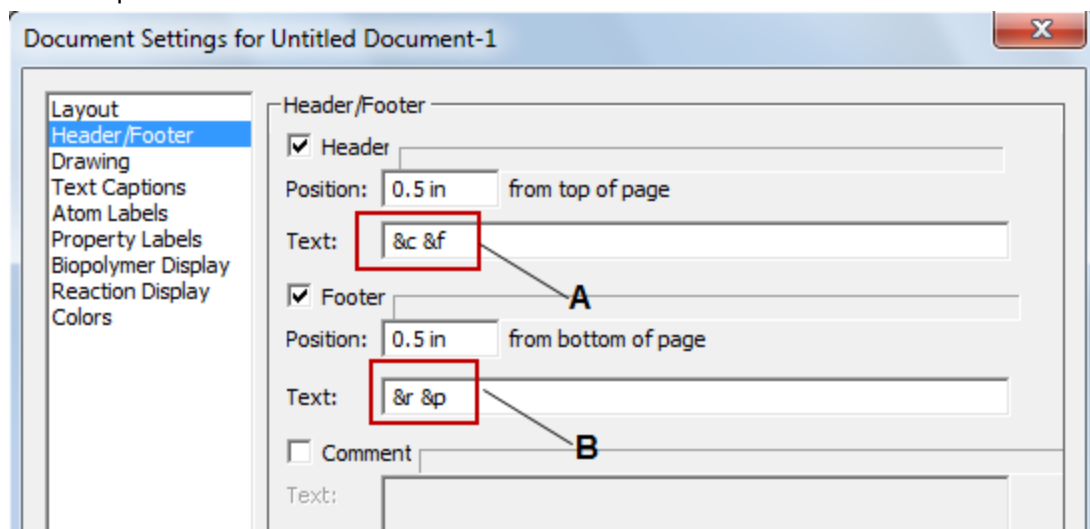 Document Settings for Untitled Document-1
Layout
Header/Footer
Drawing
Text Captions
Atom Labels
Property Labels
Biopolymer Display
Reaction Display
Colors
Header/Footer
Header
Position: 0.5 in from top of page
Text: &c &f
A
Footer
Position: 0.5 in from bottom of page
Text: &r &p
B
Comment
Text: